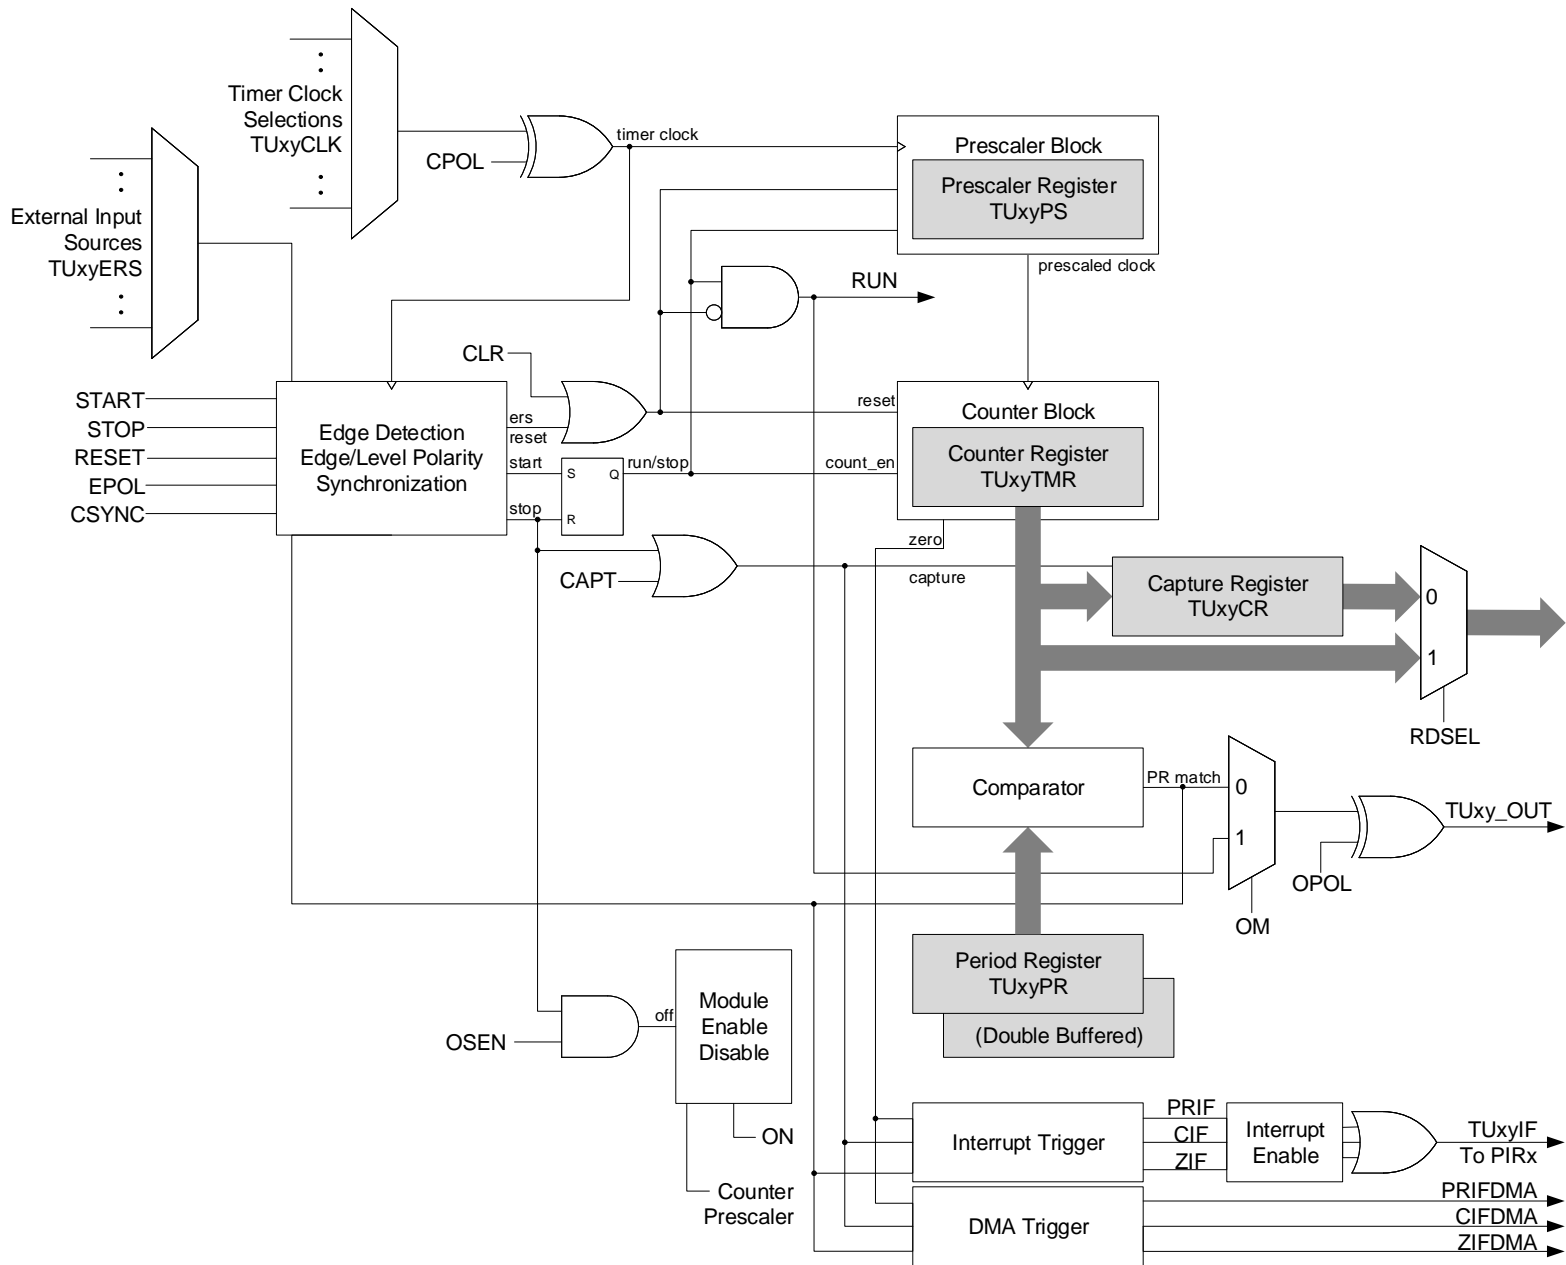 Timer Clock
Selections
TUxyCLK
External Input
Sources
TUxyERS
CPOL
timer clock
Prescaler Block
Prescaler Register
TUxyPS
prescaled clock
RUN
CLR
START
STOP
RESET
EPOL
CSYNC
Edge Detection
Edge/Level Polarity
Synchronization
ers
reset
start
stop
S
Q
R
run/stop
reset
count_en
Counter Block
Counter Register
TUxyTMR
zero
CAPT
capture
Capture Register
TUxyCR
0
1
RDSEL
Comparator
PR match
0
1
OM
OPOL
TUxy_OUT
Period Register
TUxyPR
(Double Buffered)
OSEN
off
Module
Enable
Disable
ON
Counter
Prescaler
Interrupt Trigger
PRIF
CIF
ZIF
Interrupt
Enable
TUxyIF
To PIRx
DMA Trigger
PRIFDMA
CIFDMA
ZIFDMA